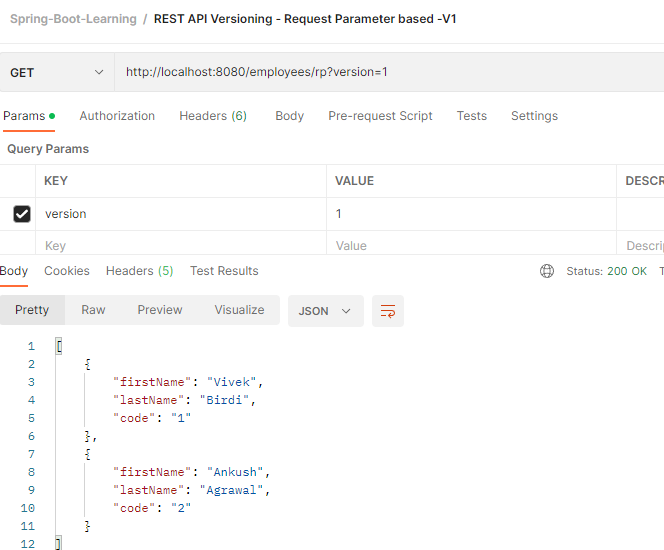 Spring-Boot-Learning / REST API Versioning - Request Parameter based -V1
GET http://localhost:8080/employees/rp?version=1
Params Authorization Headers (6) Body Pre-request Script Tests Settings
Query Params
KEY VALUE DESCR
version 1
Key Value Descrip
Body Cookies Headers (5) Test Results Status: 200 OK T
Pretty Raw Preview Visualize JSON
1 [
2 {
3 "firstName": "Vivek",
4 "lastName": "Birdi",
5 "code": "1"
6 },
7 {
8 "firstName": "Ankush",
9 "lastName": "Agrawal",
10 "code": "2"
11 }
12 ]